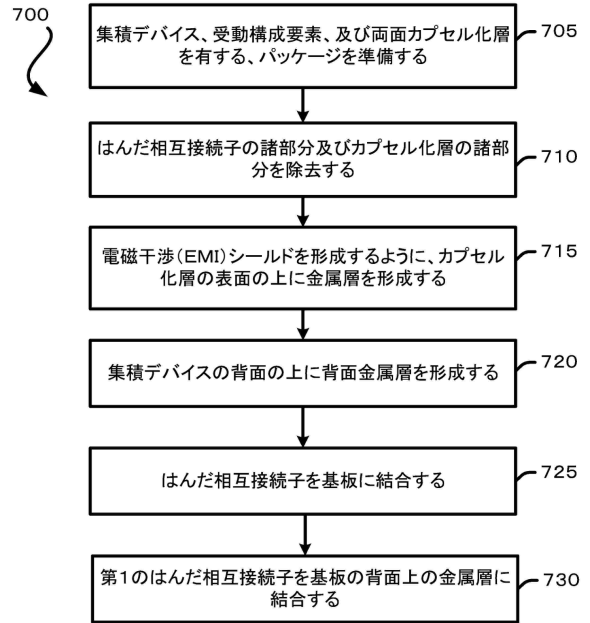 700
集積デバイス、受動構成要素、及び両面カプセル化層
を有する、パッケージを準備する
705
はんだ相互接続子の諸部分及びカプセル化層の諸部
分を除去する
710
電磁干渉(EMI)シールドを形成するように、カプセル
化層の表面の上に金属層を形成する
715
集積デバイスの背面の上に背面金属層を形成する
720
はんだ相互接続子を基板に結合する
725
第1のはんだ相互接続子を基板の背面上の金属層に
結合する
730